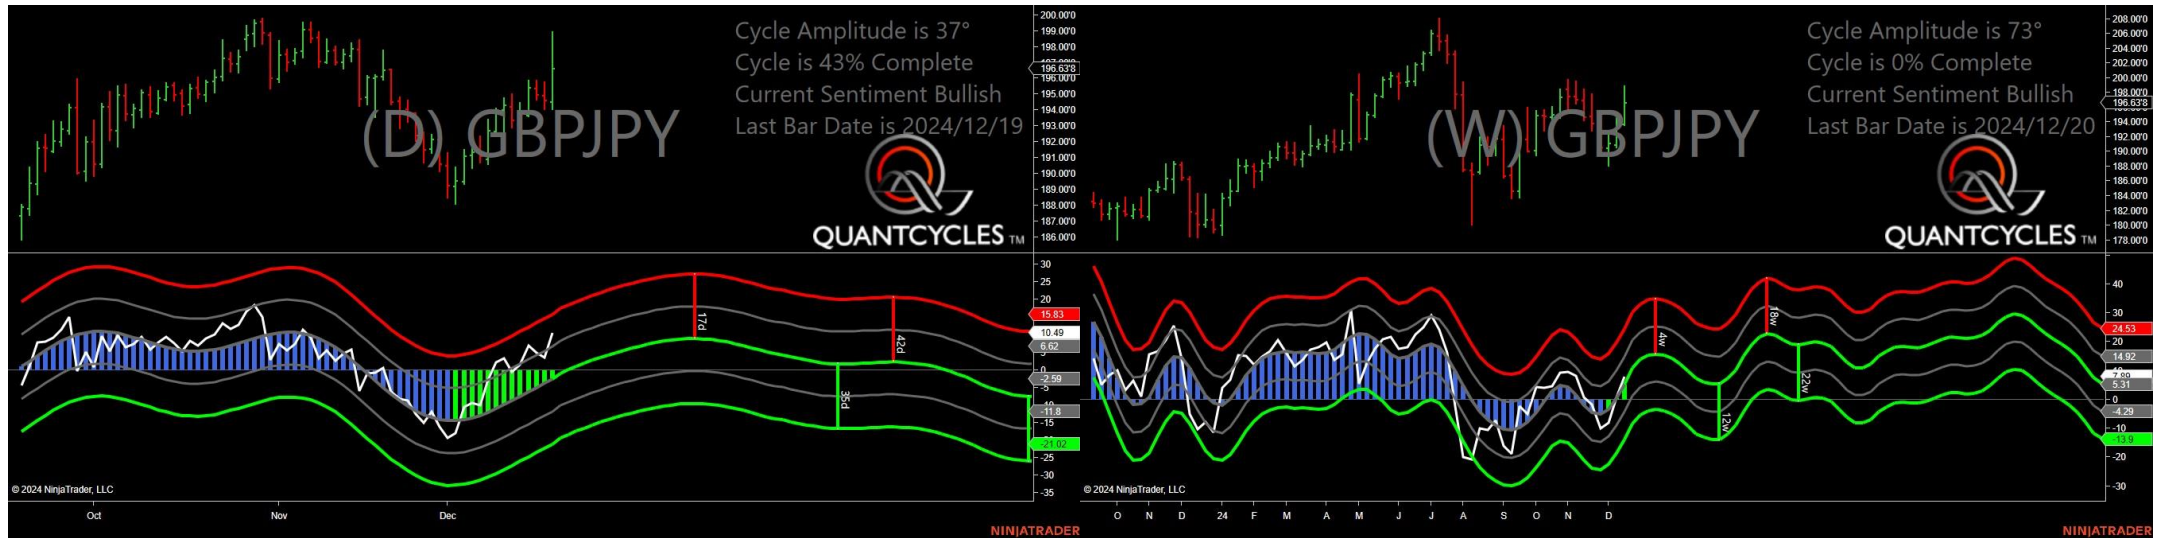 Cycle Amplitude is 37°
Cycle is 43% Complete
Current Sentiment Bullish
Last Bar Date is 2024/12/19
(D) GBPJPY
QUANTCYCLES TM
200.00'0
199.00'0
198.00'0
196.63'8
195.00'0
194.00'0
193.00'0
192.00'0
191.00'0
190.00'0
189.00'0
188.00'0
187.00'0
186.00'0
30
25
20
15.83
10.49
6.62
0
-2.59
-5
-11.8
-15
-21.02
-25
-30
-35
17d
42d
35d
© 2024 NinjaTrader, LLC
Oct
Nov
Dec
NINJATRADER
Cycle Amplitude is 73°
Cycle is 0% Complete
Current Sentiment Bullish
Last Bar Date is 2024/12/20
(W) GBPJPY
QUANTCYCLES TM
208.00'0
206.00'0
204.00'0
202.00'0
200.00'0
198.00'0
196.63'8
194.00'0
192.00'0
190.00'0
188.00'0
186.00'0
184.00'0
182.00'0
180.00'0
178.00'0
40
30
24.53
20
14.92
5.31
0
-4.29
-13.9
-20
-30
4w
18w
12w
22w
© 2024 NinjaTrader, LLC
O N D 24 F M A M J J A S O N D
NINJATRADER